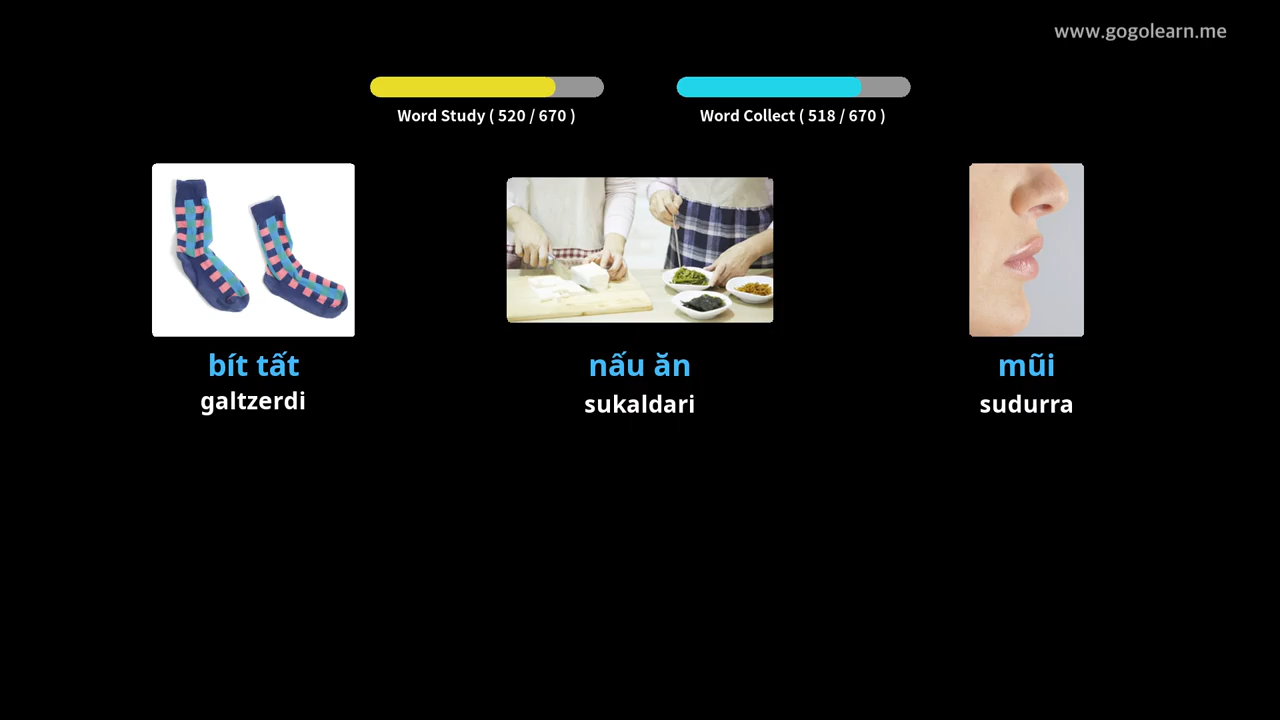 www.gogolearn.me
Word Study ( 520 / 670 )
Word Collect ( 518 / 670 )
bít tất
galtzerdi
nấu ăn
sukaldari
mũi
sudurra